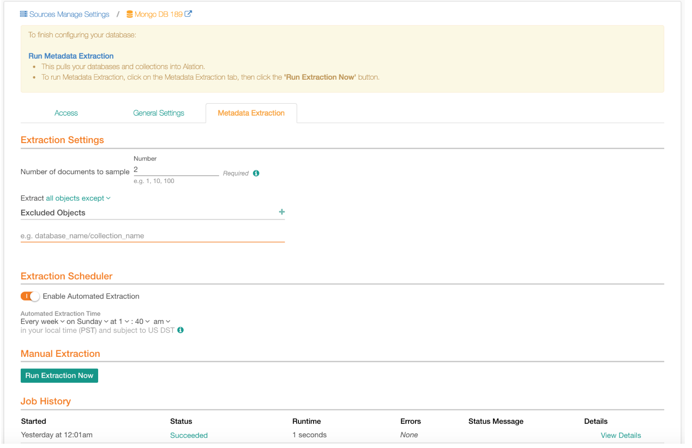 Sources Manage Settings / Mongo DB 189
To finish configuring your database:
Run Metadata Extraction
• This pulls your databases and collections into Alation.
• To run Metadata Extraction, click on the Metadata Extraction tab, then click the 'Run Extraction Now' button.
Access General Settings Metadata Extraction
Extraction Settings
Number
Number of documents to sample 2 Required
e.g. 1, 10, 100
Extract all objects except
Excluded Objects +
e.g. database_name/collection_name
Extraction Scheduler
Enable Automated Extraction
Automated Extraction Time
Every week on Sunday at 1 : 40 am
in your local time (PST) and subject to US DST
Manual Extraction
Run Extraction Now
Job History
Started Status Runtime Errors Status Message Details
Yesterday at 12:01am Succeeded 1 seconds None View Details